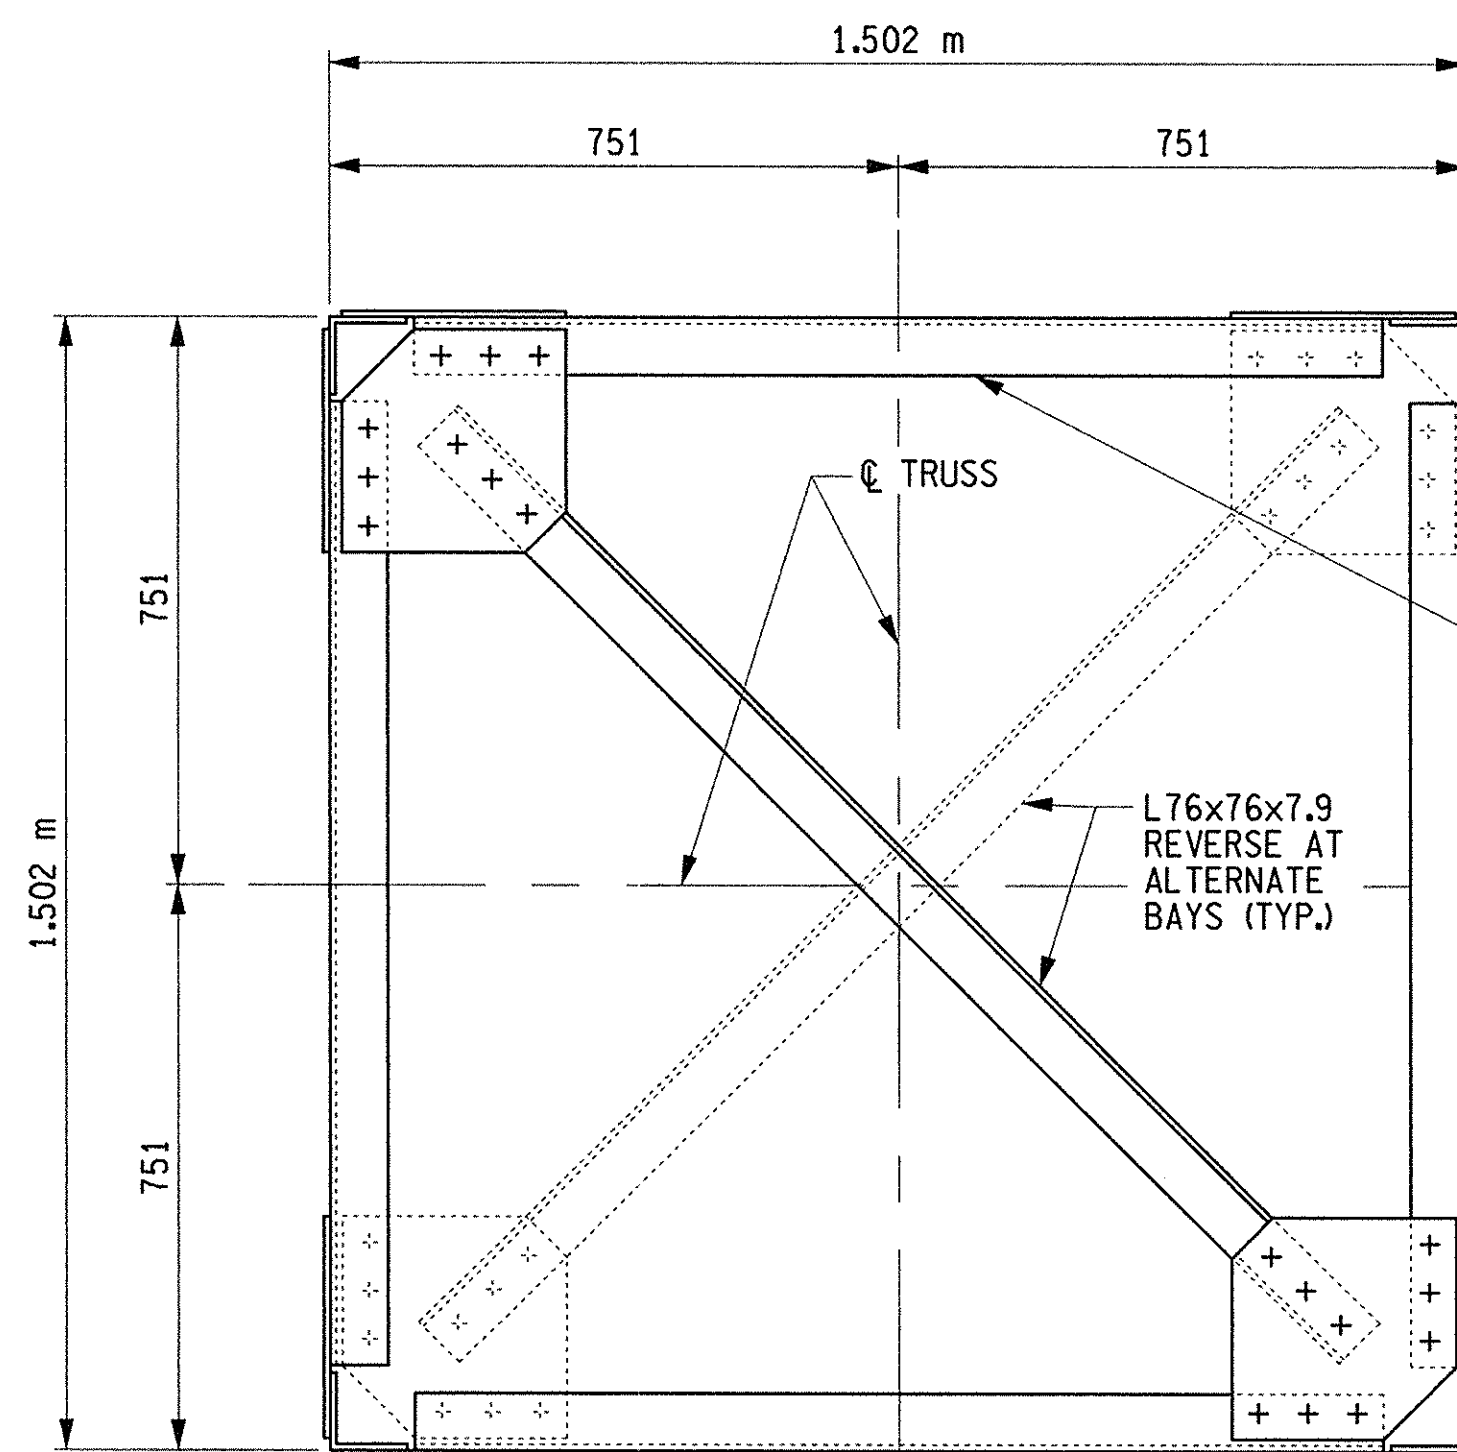 1.502 m
751
751
℄ TRUSS
751
1.502 m
L76x76x7.9
REVERSE AT
ALTERNATE
BAYS (TYP.)
751